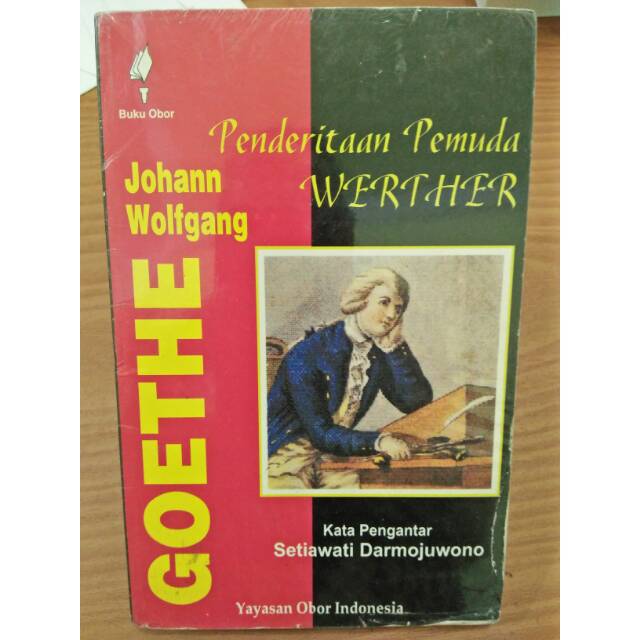 Buku Obor
Penderitaan Pemuda
WERTHER
Johann
Wolfgang
GOETHE
Kata Pengantar
Setiawati Darmojuwono
Yayasan Obor Indonesia